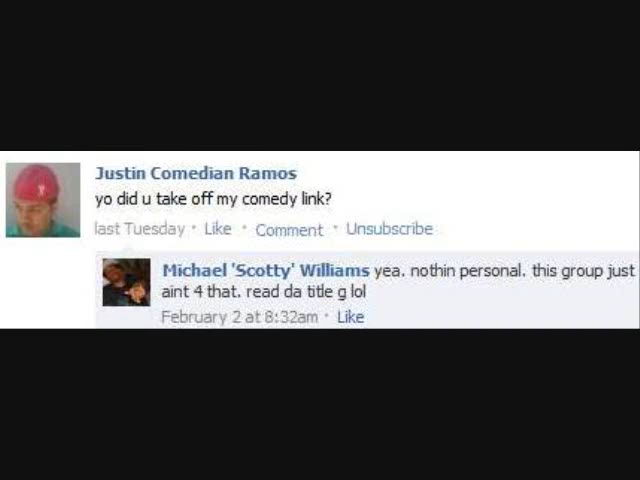 Justin Comedian Ramos
yo did u take off my comedy link?
last Tuesday · Like · Comment · Unsubscribe
Michael 'Scotty' Williams yea. nothin personal. this group just
aint 4 that. read da title g lol
February 2 at 8:32am · Like